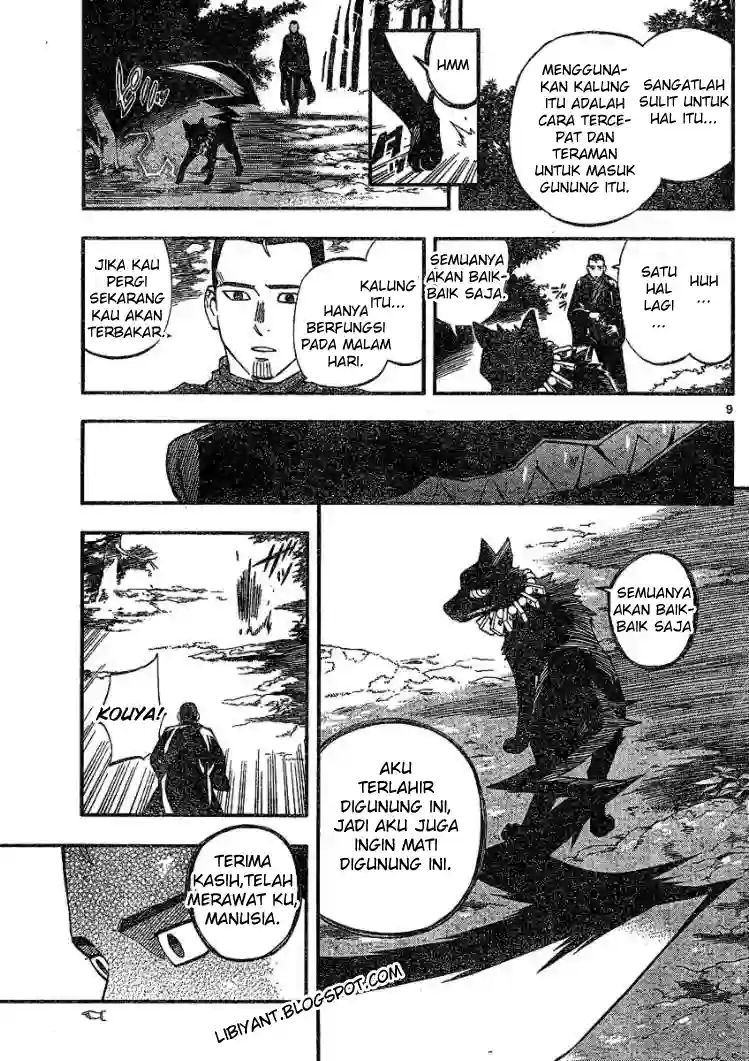 SANGATLAH
SULIT UNTUK
HAL ITU...
MENGGUNA-
KAN KALUNG
ITU ADALAH
CARA TERCE-
PAT DAN
TERAMAN
UNTUK MASUK
GUNUNG ITU.
HMM
HUH
...
SATU
HAL
LAGI
...
SEMUANYA
AKAN BAIK-
BAIK SAJA.
KALUNG
ITU...
HANYA
BERFUNGSI
PADA MALAM
HARI.
JIKA KAU
PERGI
SEKARANG
KAU AKAN
TERBAKAR..
9
SEMUANYA
AKAN BAIK-
BAIK SAJA
AKU
TERLAHIR
DIGUNUNG INI,
JADI AKU JUGA
INGIN MATI
DIGUNUNG INI.
KOUYA!
TERIMA
KASIH,TELAH
MERAWAT KU,
MANUSIA.
LIBIYANT.BLOGSPOT.COM